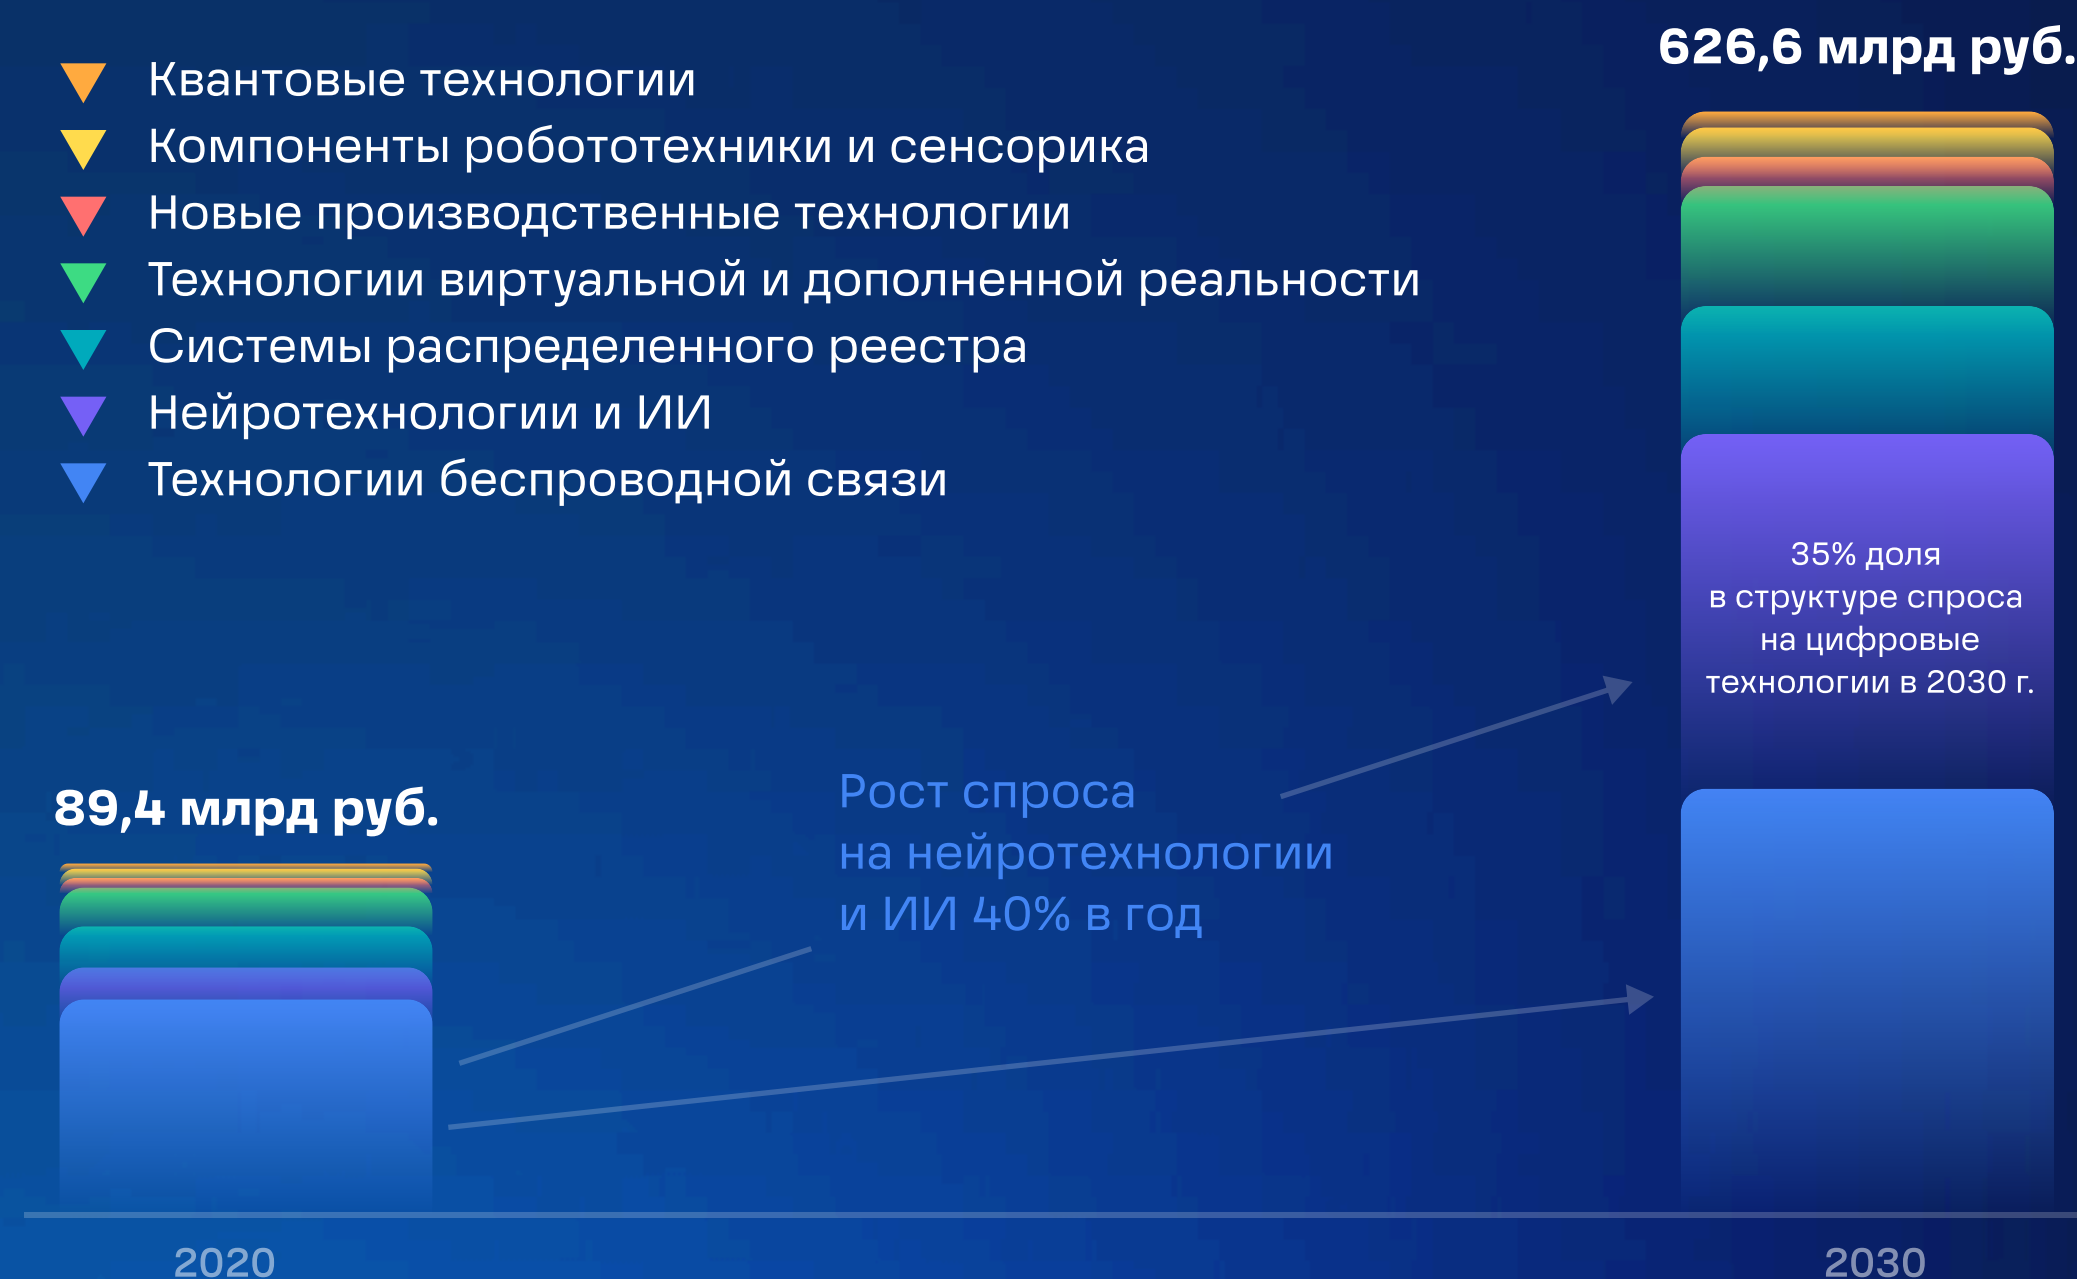 626,6 млрд руб.
Квантовые технологии
Компоненты робототехники и сенсорика
Новые производственные технологии
Технологии виртуальной и дополненной реальности
Системы распределенного реестра
Нейротехнологии и ИИ
Технологии беспроводной связи
35% доля
в структуре спроса
на цифровые
технологии в 2030 г.
89,4 млрд руб.
Рост спроса
на нейротехнологии
и ИИ 40% в год
2020
2030